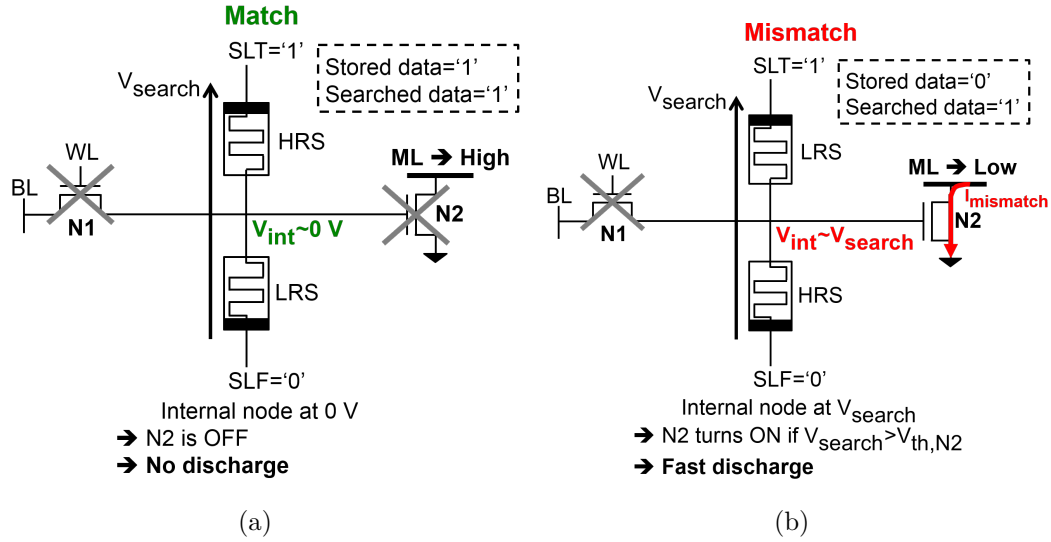 Match
SLT=‘1’
Stored data=‘1’
Searched data=‘1’
Vsearch
HRS
WL
ML ➔ High
BL
N1
N2
Vint~0 V
LRS
SLF=‘0’
Internal node at 0 V
➔ N2 is OFF
➔ No discharge
(a)
Mismatch
SLT=‘1’
Stored data=‘0’
Searched data=‘1’
Vsearch
LRS
WL
ML ➔ Low
Imismatch
BL
N1
N2
Vint~Vsearch
HRS
SLF=‘0’
Internal node at Vsearch
➔ N2 turns ON if Vsearch>Vth,N2
➔ Fast discharge
(b)